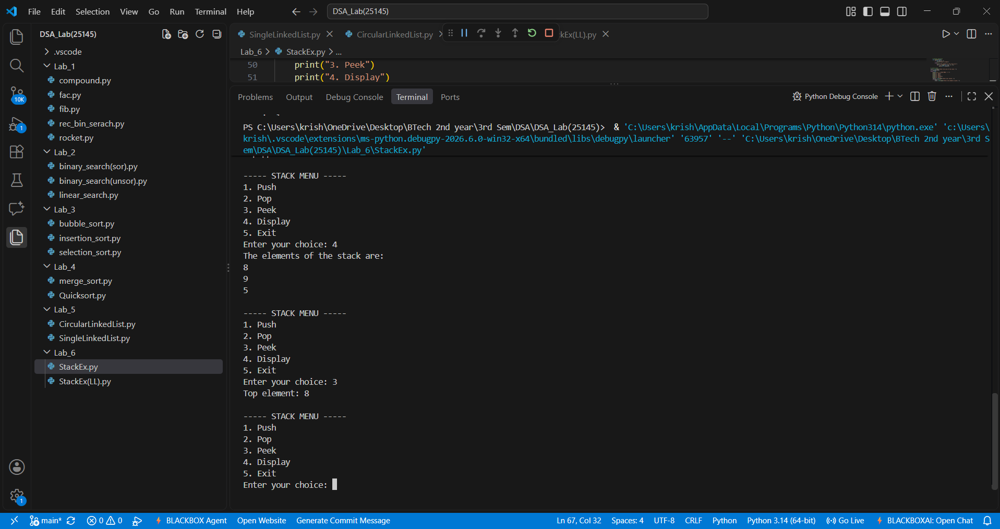 File Edit Selection View Go Run Terminal Help
DSA_Lab(25145)
DSA_Lab(25145)
.vscode
Lab_1
compound.py
fac.py
fib.py
rec_bin_serach.py
rocket.py
Lab_2
binary_search(sor).py
binary_search(unsor).py
linear_search.py
Lab_3
bubble_sort.py
insertion_sort.py
selection_sort.py
Lab_4
merge_sort.py
Quicksort.py
Lab_5
CircularLinkedList.py
SingleLinkedList.py
Lab_6
StackEx.py
StackEx(LL).py
10K
1
1
SingleLinkedList.py CircularLinkedList.py kEx(LL).py
Lab_6 > StackEx.py > ...
50 print("3. Peek")
51 print("4. Display")
Problems Output Debug Console Terminal Ports
Python Debug Console
PS C:\Users\krish\OneDrive\Desktop\BTech 2nd year\3rd Sem\DSA\DSA_Lab(25145)> & 'C:\Users\krish\AppData\Local\Programs\Python\Python314\python.exe' 'c:\Users\
krish\.vscode\extensions\ms-python.debugpy-2026.6.0-win32-x64\bundled\libs\debugpy\launcher' '63957' '--' 'C:\Users\krish\OneDrive\Desktop\BTech 2nd year\3rd S
em\DSA\DSA_Lab(25145)\Lab_6\StackEx.py'
----- STACK MENU -----
1. Push
2. Pop
3. Peek
4. Display
5. Exit
Enter your choice: 4
The elements of the stack are:
8
9
5
----- STACK MENU -----
1. Push
2. Pop
3. Peek
4. Display
5. Exit
Enter your choice: 3
Top element: 8
----- STACK MENU -----
1. Push
2. Pop
3. Peek
4. Display
5. Exit
Enter your choice:
main* 0 0 BLACKBOX Agent Open Website Generate Commit Message Ln 67, Col 32 Spaces: 4 UTF-8 CRLF Python Python 3.14 (64-bit) Go Live BLACKBOXAI: Open Chat